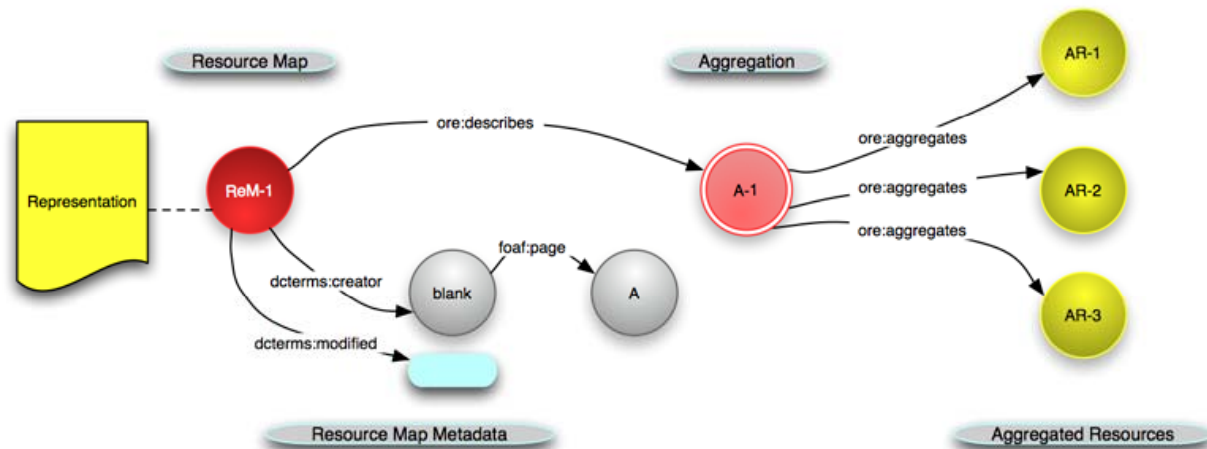 Resource Map
Aggregation
AR-1
ore:describes
ore:aggregates
Representation
ReM-1
A-1
ore:aggregates
AR-2
ore:aggregates
foaf:page
dcterms:creator
blank
A
AR-3
dcterms:modified
Resource Map Metadata
Aggregated Resources